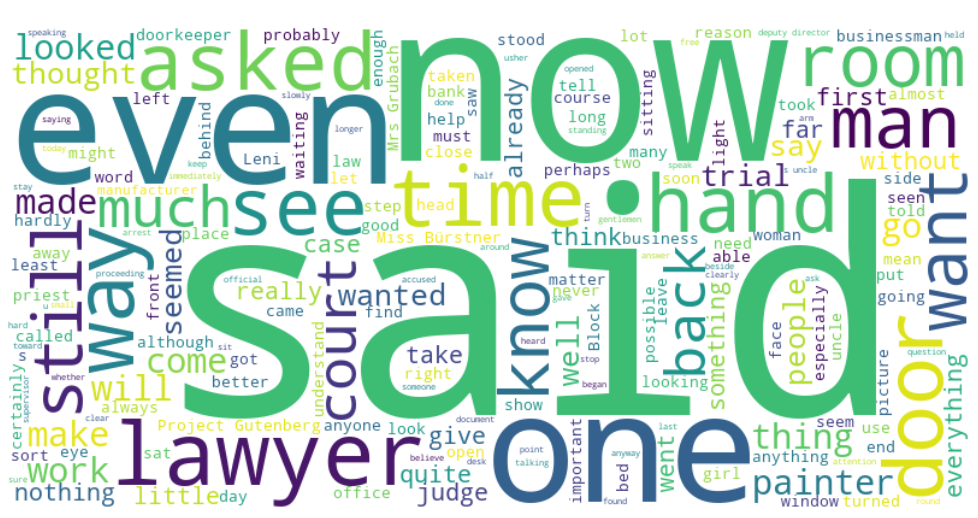 said
now
even
one
asked
man
room
see
time
hand
way
still
lawyer
door
want
know
court
back
much
looked
thought
made
work
make
will
come
wanted
thing
painter
trial
go
say
far
first
without
people
something
well
think
give
quite
judge
take
really
case
seemed
already
nothing
little
everything
doorkeeper
probably
enough
behind
left
might
Leni
waiting
saying
word
manufacturer
law
let
step
head
good
place
Mrs Grubach
taken
bank
done
help
must
close
stood
usher
saw
lot
reason
tell
opened
course
long
standing
many
two
perhaps
soon
sitting
light
businessman
deputy director
held
free
took
arm
almost
speaking
slowly
longer
today
keep
immediately
half
speak
s uncle
side
seen
told
mean
put
going
Miss Bürstner
turn
gentlemen
around
answer
business
woman
need
able
beside
clearly
ask
matter
never
find
came
official
accused
stay
hardly
away
least
arrest
proceeding
front
priest
u
small
hard
toward
called
s
whether
sit
although
got
better
certainly
supervisor
always
understand
anyone
Project Gutenberg
clear
sort
eye
sat
day
office
sure
look
open
right
show
someone
gave
heard
stop
began
document
believe
desk
point
talking
important
anyway
found
bed
Block
possible
leave
looking
face
especially
uncle
picture
question
seem
use
anything
end
last
went
girl
window
turned
attention
round